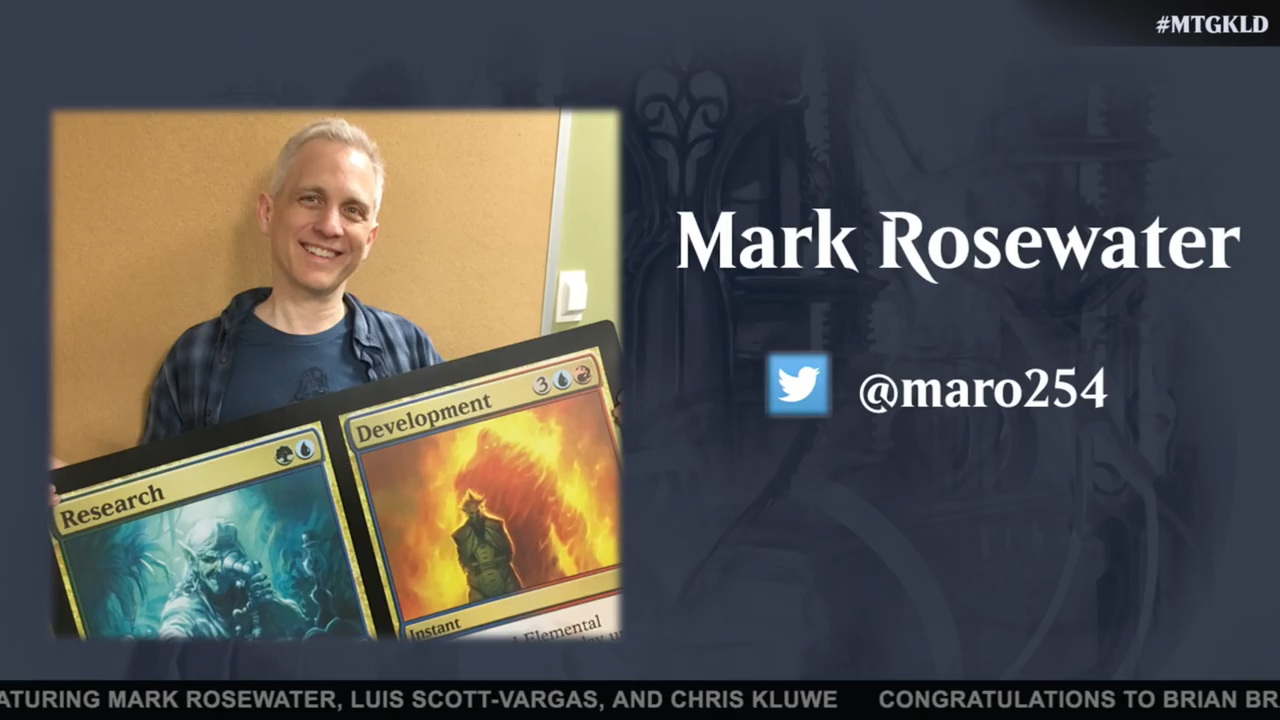 #MTGKLD
Mark Rosewater
@maro254
Development 3
Research
Instant
Elemental
ATURING MARK ROSEWATER, LUIS SCOTT-VARGAS, AND CHRIS KLUWE CONGRATULATIONS TO BRIAN BR